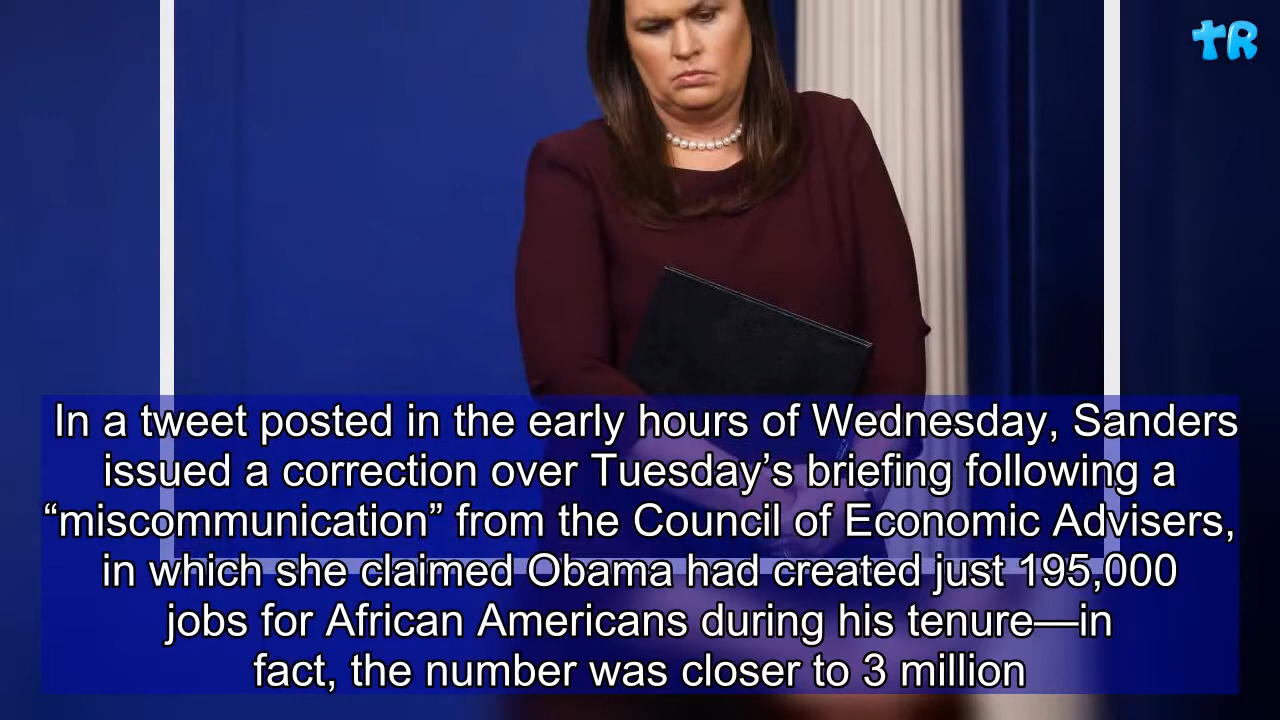 TR
In a tweet posted in the early hours of Wednesday, Sanders
issued a correction over Tuesday’s briefing following a
“miscommunication” from the Council of Economic Advisers,
in which she claimed Obama had created just 195,000
jobs for African Americans during his tenure—in
fact, the number was closer to 3 million